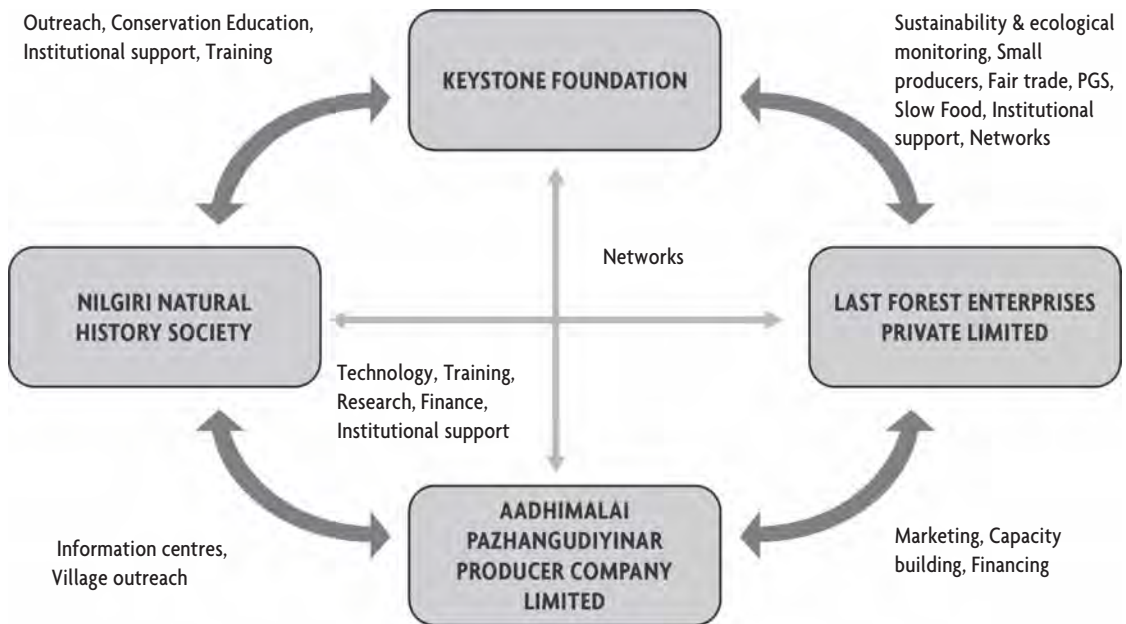 Outreach, Conservation Education,
Institutional support, Training
KEYSTONE FOUNDATION
Sustainability & ecological
monitoring, Small
producers, Fair trade, PGS,
Slow Food, Institutional
support, Networks
Networks
NILGIRI NATURAL
HISTORY SOCIETY
LAST FOREST ENTERPRISES
PRIVATE LIMITED
Technology, Training,
Research, Finance,
Institutional support
AADHIMALAI
PAZHANGUDIYINAR
PRODUCER COMPANY
LIMITED
Information centres,
Village outreach
Marketing, Capacity
building, Financing